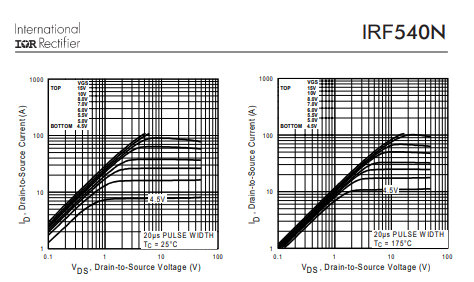 International
IOR Rectifier
IRF540N
1000
100
10
1
0.1
1
10
100
I D , Drain-to-Source Current (A)
VGS
TOP 15V
10V
8.0V
7.0V
6.0V
5.5V
5.0V
BOTTOM 4.5V
4.5V
20µs PULSE WIDTH
TC = 25°C
VDS , Drain-to-Source Voltage (V)
1000
100
10
1
0.1
1
10
100
I D , Drain-to-Source Current (A)
VGS
TOP 15V
10V
8.0V
7.0V
6.0V
5.5V
5.0V
BOTTOM 4.5V
4.5V
20µs PULSE WIDTH
TC = 175°C
VDS , Drain-to-Source Voltage (V)